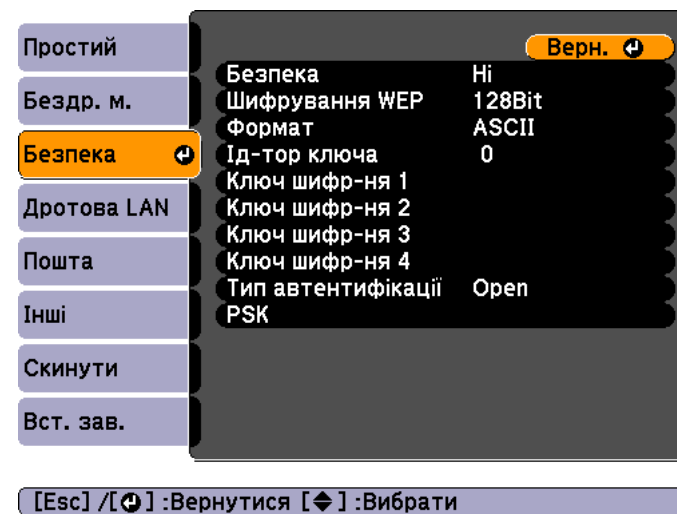 Простий
Бездр. м.
Безпека
Дротова LAN
Пошта
Інші
Скинути
Вст. зав.
Верн.
Безпека Ні
Шифрування WEP 128Bit
Формат ASCII
Ід-тор ключа 0
Ключ шифр-ня 1
Ключ шифр-ня 2
Ключ шифр-ня 3
Ключ шифр-ня 4
Тип автентифікації Open
PSK
[Esc] /[⏎] :Вернутися [◆] :Вибрати